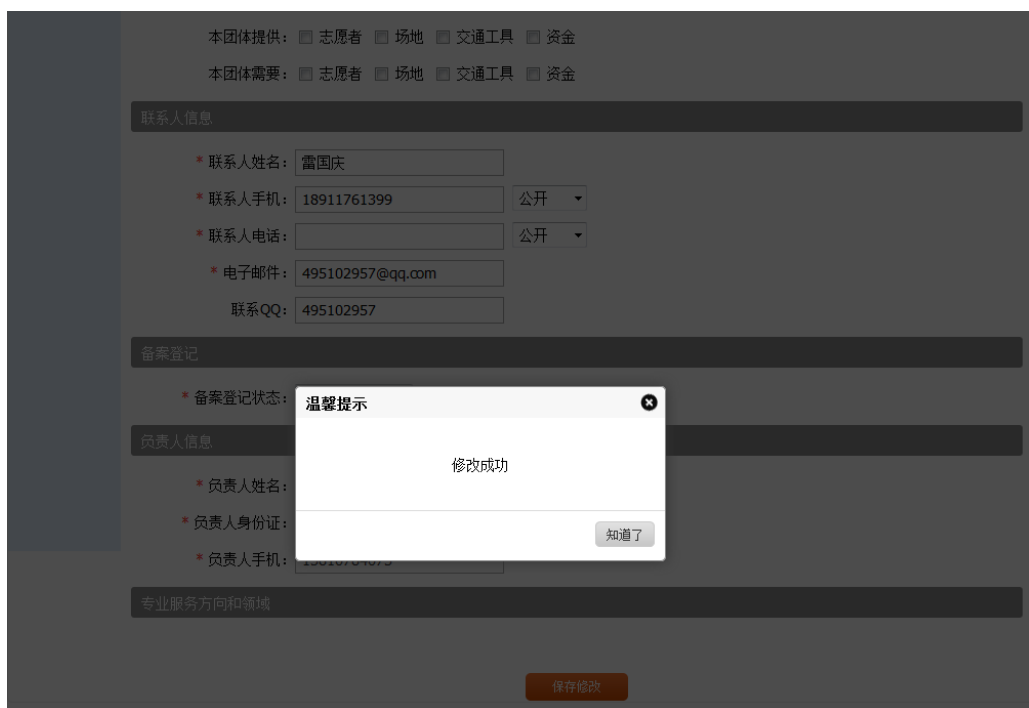 本团体提供： 志愿者 场地 交通工具 资金
本团体需要： 志愿者 场地 交通工具 资金
联系人信息
* 联系人姓名： 雷国庆
* 联系人手机： 18911761399 公开
* 联系人电话： 公开
* 电子邮件： 495102957@qq.com
联系QQ： 495102957
备案登记
* 备案登记状态：
温馨提示
负责人信息
修改成功
* 负责人姓名：
* 负责人身份证：
知道了
* 负责人手机：
专业服务方向和领域
保存修改